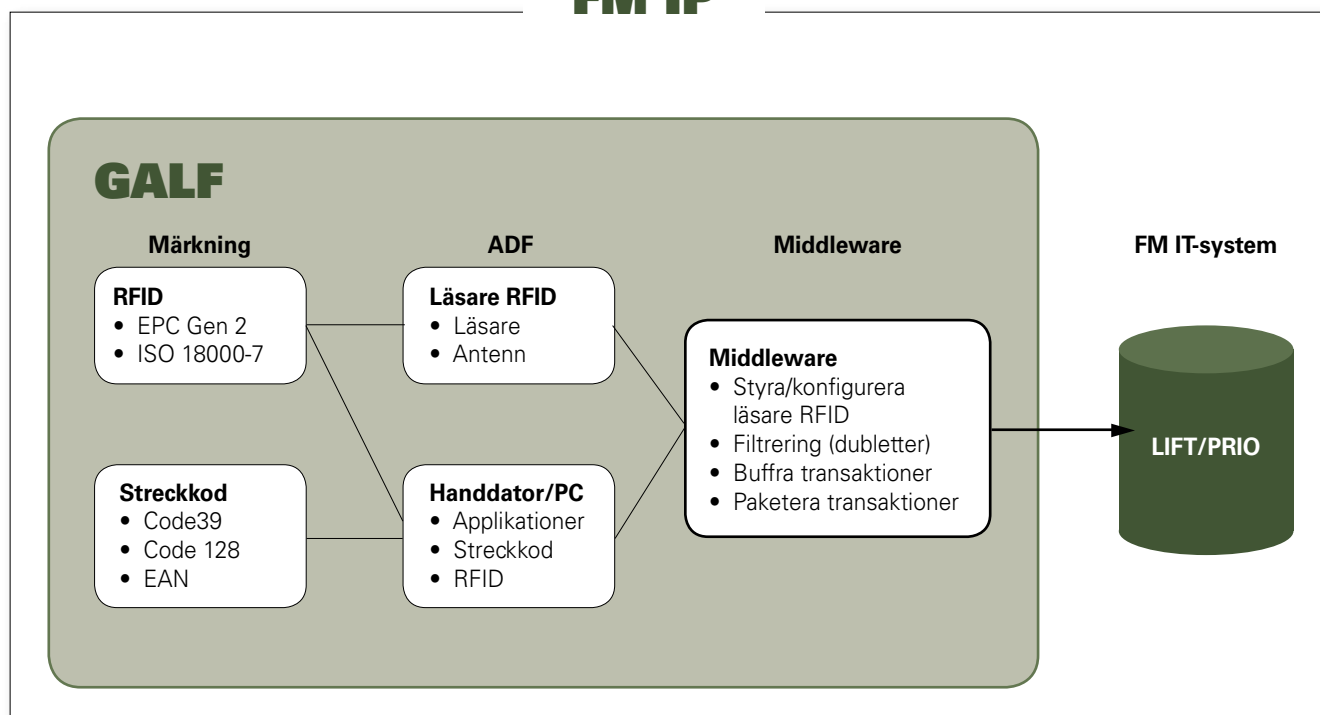 FM IP
GALF
Märkning
RFID
• EPC Gen 2
• ISO 18000-7
Streckkod
• Code39
• Code 128
• EAN
ADF
Läsare RFID
• Läsare
• Antenn
Handdator/PC
• Applikationer
• Streckkod
• RFID
Middleware
Middleware
• Styra/konfigurera
läsare RFID
• Filtrering (dubletter)
• Buffra transaktioner
• Paketera transaktioner
FM IT-system
LIFT/PRIO